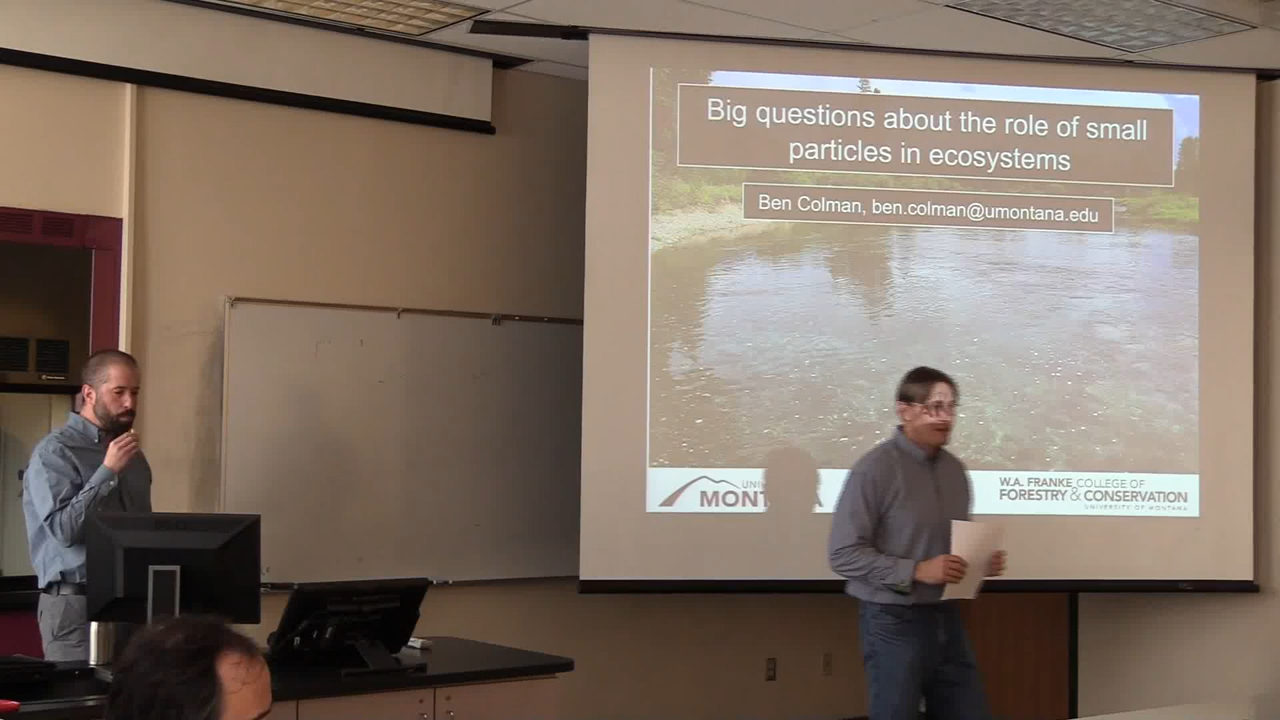 Big questions about the role of small
particles in ecosystems
Ben Colman, ben.colman@umontana.edu
W.A. FRANKE COLLEGE OF
FORESTRY & CONSERVATION
UNIVERSITY OF MONTANA